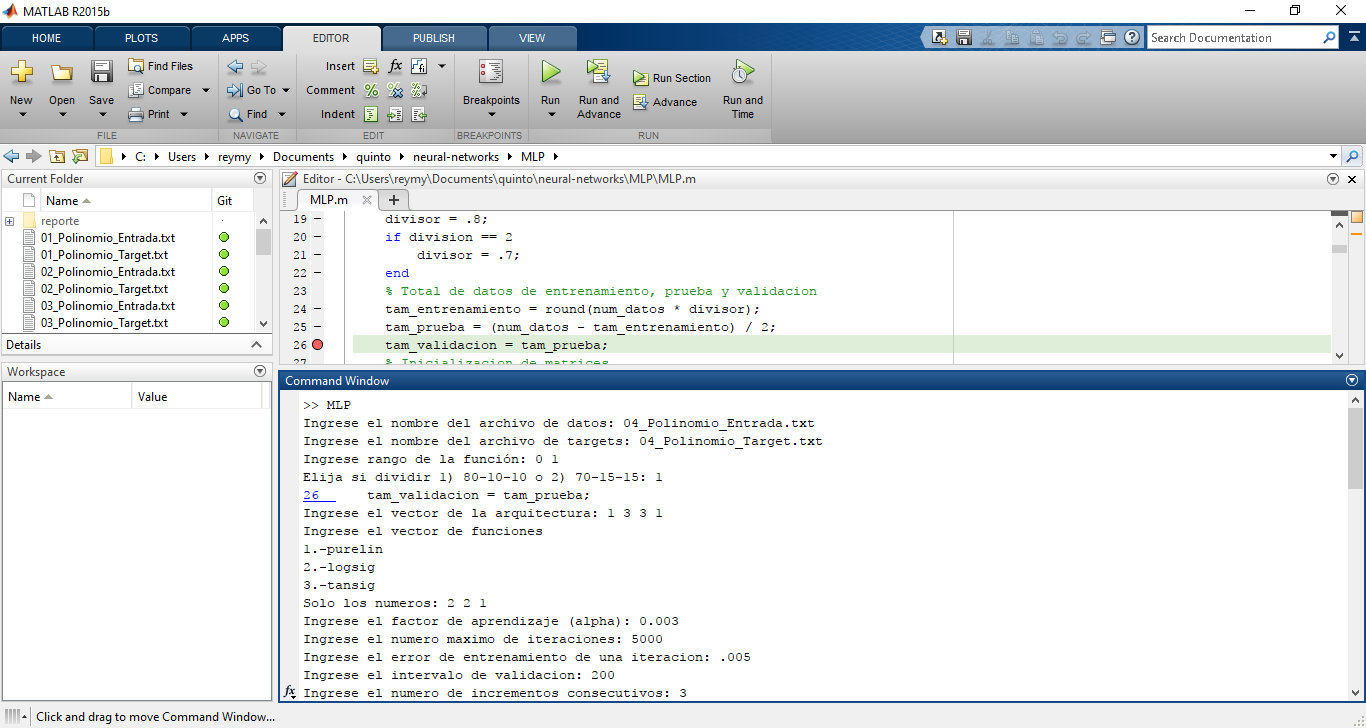 MATLAB R2015b
HOME PLOTS APPS EDITOR PUBLISH VIEW
Search Documentation
New Open Save
Find Files
Compare
Print
FILE
Go To
Find
NAVIGATE
Insert fx
Comment
Indent
EDIT
Breakpoints
BREAKPOINTS
Run
Run and Advance
Run Section
Advance
Run and Time
RUN
C: Users reymy Documents quinto neural-networks MLP
Current Folder
Name Git
reporte
01_Polinomio_Entrada.txt
01_Polinomio_Target.txt
02_Polinomio_Entrada.txt
02_Polinomio_Target.txt
03_Polinomio_Entrada.txt
03_Polinomio_Target.txt
Details
Workspace
Name Value
Editor - C:\Users\reymy\Documents\quinto\neural-networks\MLP\MLP.m
MLP.m
19 - divisor = .8;
20 - if division == 2
21 - divisor = .7;
22 - end
23 % Total de datos de entrenamiento, prueba y validacion
24 - tam_entrenamiento = round(num_datos * divisor);
25 - tam_prueba = (num_datos - tam_entrenamiento) / 2;
26 tam_validacion = tam_prueba;
27 % Inicializacion de matrices
Command Window
>> MLP
Ingrese el nombre del archivo de datos: 04_Polinomio_Entrada.txt
Ingrese el nombre del archivo de targets: 04_Polinomio_Target.txt
Ingrese rango de la función: 0 1
Elija si dividir 1) 80-10-10 o 2) 70-15-15: 1
26 tam_validacion = tam_prueba;
Ingrese el vector de la arquitectura: 1 3 3 1
Ingrese el vector de funciones
1.-purelin
2.-logsig
3.-tansig
Solo los numeros: 2 2 1
Ingrese el factor de aprendizaje (alpha): 0.003
Ingrese el numero maximo de iteraciones: 5000
Ingrese el error de entrenamiento de una iteracion: .005
Ingrese el intervalo de validacion: 200
fx Ingrese el numero de incrementos consecutivos: 3
Click and drag to move Command Window...